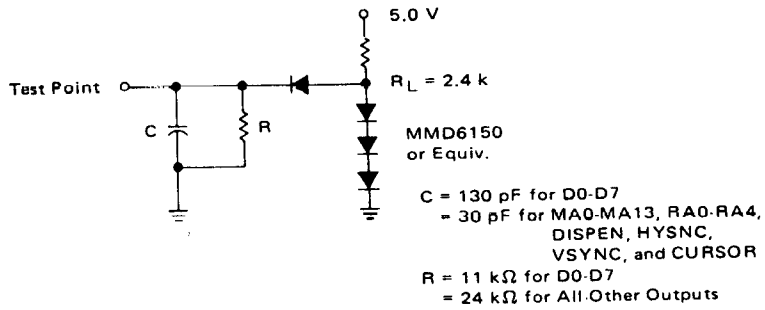 5.0 V
Test Point
RL = 2.4 k
C
R
MMD6150
or Equiv.
C = 130 pF for D0-D7
= 30 pF for MA0-MA13, RA0-RA4,
DISPEN, HYSNC,
VSYNC, and CURSOR
R = 11 kΩ for D0-D7
= 24 kΩ for All Other Outputs